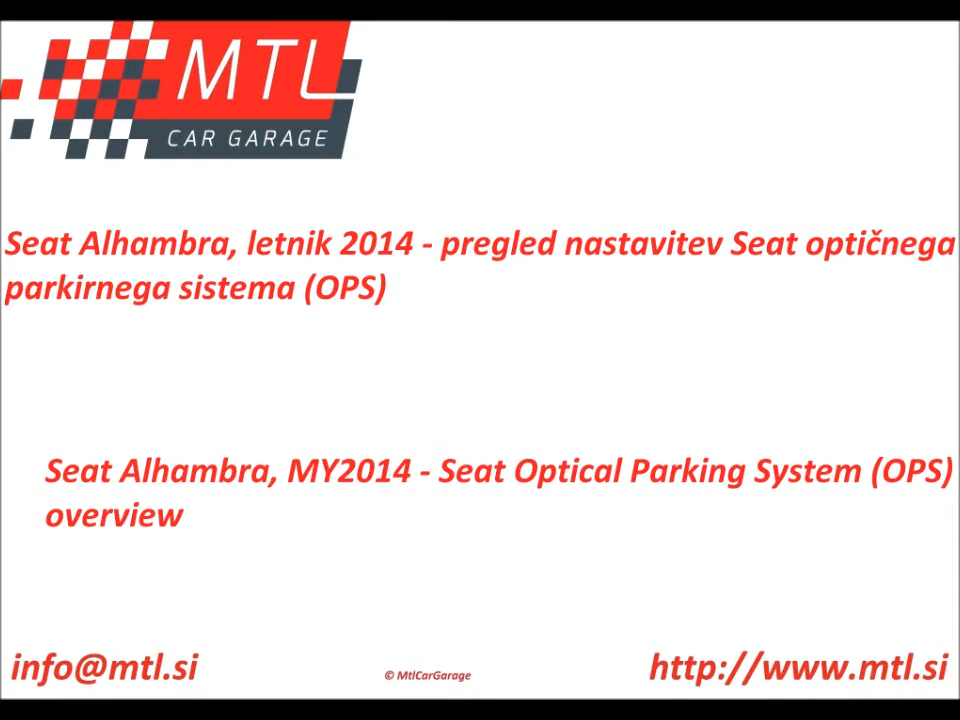 MTL
CAR GARAGE
Seat Alhambra, letnik 2014 - pregled nastavitev Seat optičnega
parkirnega sistema (OPS)
Seat Alhambra, MY2014 - Seat Optical Parking System (OPS)
overview
info@mtl.si
© MtlCarGarage
http://www.mtl.si